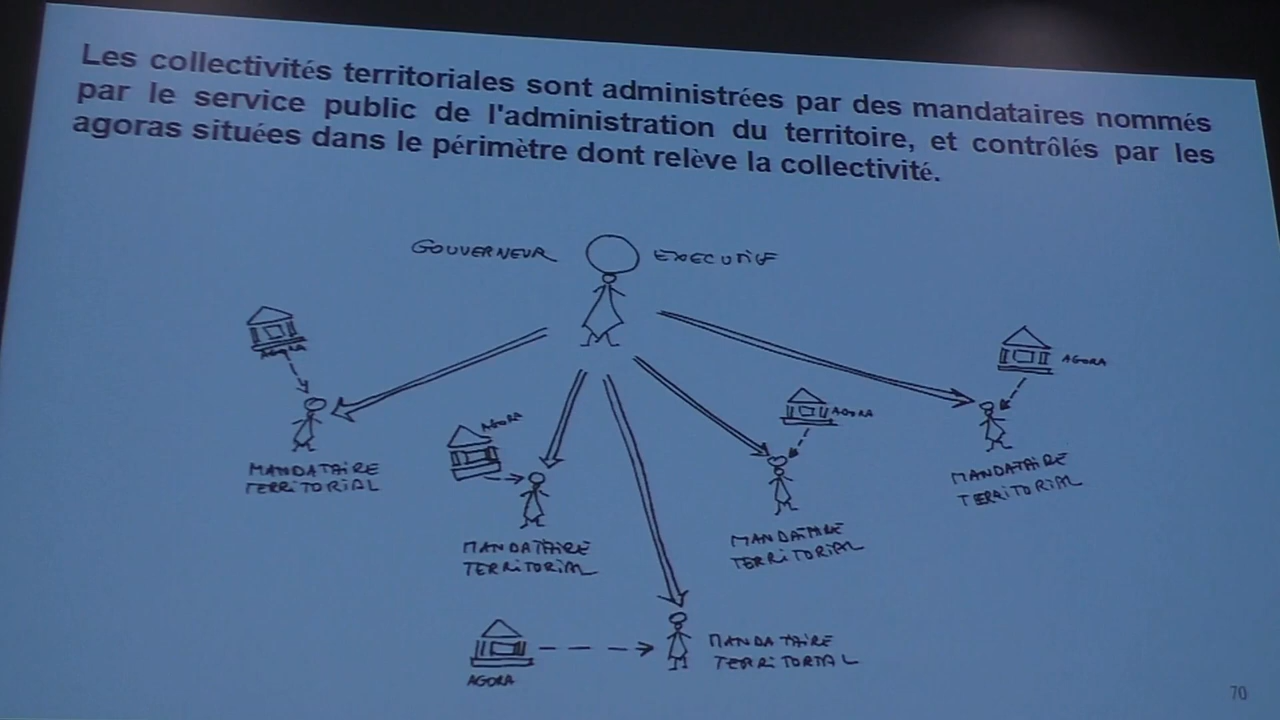 Les collectivités territoriales sont administrées par des mandataires nommés
par le service public de l'administration du territoire, et contrôlés par les
agoras situées dans le périmètre dont relève la collectivité.
GOUVERNEUR EXECUTIF
AGORA
AGORA
AGORA
AGORA
MANDATAIRE
TERRITORIAL
MANDATAIRE
TERRITORIAL
MANDATAIRE
TERRITORIAL
MANDATAIRE
TERRITORIAL
MANDATAIRE
TERRITORIAL
AGORA
70